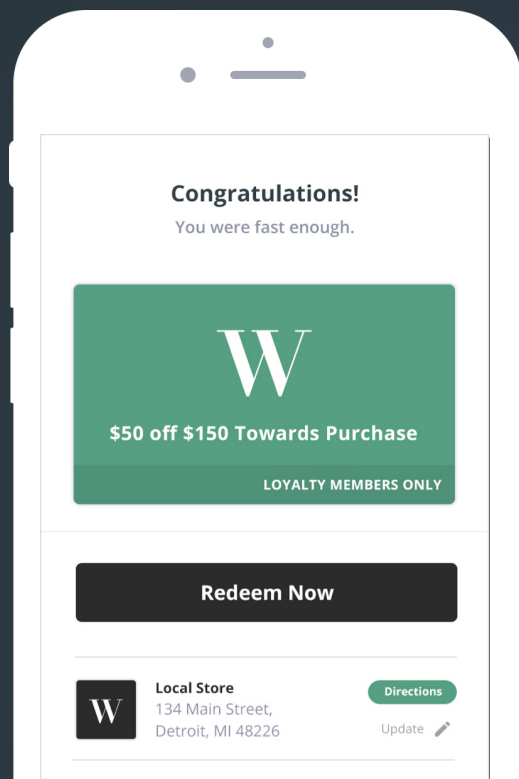 Congratulations!
You were fast enough.
W
$50 off $150 Towards Purchase
LOYALTY MEMBERS ONLY
Redeem Now
W
Local Store
Directions
134 Main Street,
Detroit, MI 48226
Update